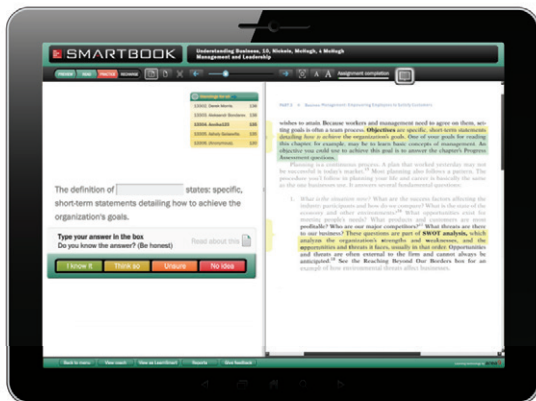 SMARTBOOK
Understanding Business, 10, Nickels, McHugh, & McHugh
Management and Leadership
PREVIEW READ PRACTICE RECHARGE
A A Assignment completion
The definition of states: specific,
short-term statements detailing how to achieve the
organization's goals.
Type your answer in the box
Do you know the answer? (Be honest)
Read about this
I know it
Think so
Unsure
No idea
wishes to attain. Because workers and management need to agree on them, set-
ting goals is often a team process. Objectives are specific, short-term statements
detailing how to achieve the organization's goals. One of your goals for reading
this chapter, for example, may be to learn basic concepts of management. An
objective you could use to achieve this goal is to answer the chapter's Progress
Assessment questions.
Planning is a continuous process. A plan that worked yesterday may not
be successful in today's market. Most planning also follows a pattern. The
procedure you'll follow in planning your life and career is basically the same
as the one businesses use. It answers several fundamental questions:
1. What is the situation now? What are the success factors affecting the
industry participants and how do we compare? What is the state of the
economy and other environments? What opportunities exist for
meeting people's needs? What products and customers are most
profitable? Who are our major competitors? What threats are there
to our business? These questions are part of SWOT analysis, which
analyzes the organization's strengths and weaknesses, and the
opportunities and threats it faces, usually in that order. Opportunities
and threats are often external to the firm and cannot always be
anticipated. See the Reaching Beyond Our Borders box for an
example of how environmental threats affect businesses.
Back to menu
View as LearnSmart
Reports
Give feedback